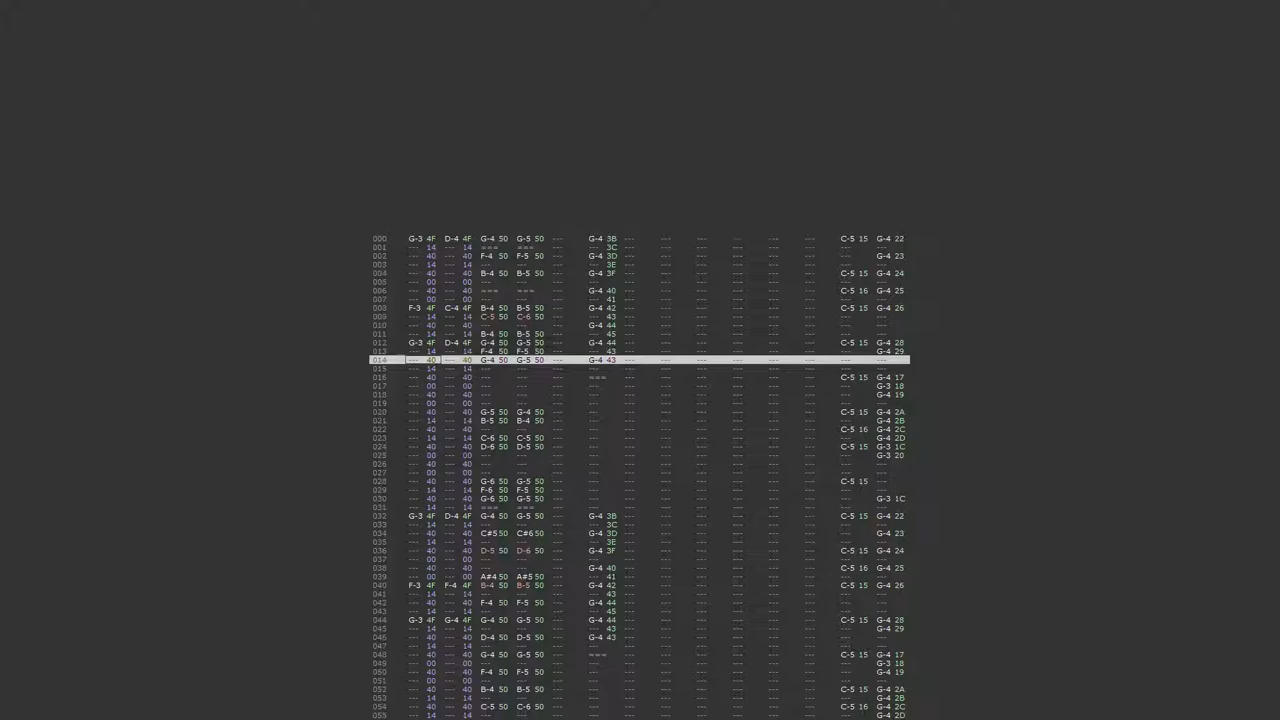 000 G-3 4F D-4 4F G-4 50 G-5 50 --- G-4 3B --- --- --- --- --- --- C-5 15 G-4 22
001 --- 14 --- 14 === === --- --- 3C --- --- --- --- --- --- --- ---
002 --- 40 --- 40 F-4 50 F-5 50 --- G-4 3D --- --- --- --- --- --- --- G-4 23
003 --- 14 --- 14 --- --- --- --- 3E --- --- --- --- --- --- --- ---
004 --- 40 --- 40 B-4 50 B-5 50 --- G-4 3F --- --- --- --- --- --- C-5 15 G-4 24
005 --- 00 --- 00 --- --- --- --- --- --- --- --- --- --- --- ---
006 --- 40 --- 40 === === --- G-4 40 --- --- --- --- --- --- C-5 16 G-4 25
007 --- 00 --- 00 --- --- --- --- 41 --- --- --- --- --- --- --- ---
008 F-3 4F C-4 4F B-4 50 B-5 50 --- G-4 42 --- --- --- --- --- --- C-5 15 G-4 26
009 --- 14 --- 14 C-5 50 C-6 50 --- --- 43 --- --- --- --- --- --- --- ---
010 --- 40 --- 40 --- --- --- G-4 44 --- --- --- --- --- --- --- ---
011 --- 14 --- 14 B-4 50 B-5 50 --- --- 45 --- --- --- --- --- --- --- ---
012 G-3 4F D-4 4F G-4 50 G-5 50 --- G-4 44 --- --- --- --- --- --- C-5 15 G-4 28
013 --- 14 --- 14 F-4 50 F-5 50 --- --- 43 --- --- --- --- --- --- --- G-4 29
014 --- 40 --- 40 G-4 50 G-5 50 --- G-4 43 --- --- --- --- --- --- --- ---
015 --- 14 --- 14 --- --- --- --- --- --- --- --- --- --- --- ---
016 --- 40 --- 40 --- --- --- === --- --- --- --- --- --- C-5 15 G-4 17
017 --- 00 --- 00 --- --- --- --- --- --- --- --- --- --- --- G-3 18
018 --- 40 --- 40 --- --- --- --- --- --- --- --- --- --- --- G-4 19
019 --- 00 --- 00 --- --- --- --- --- --- --- --- --- --- --- ---
020 --- 40 --- 40 G-5 50 G-4 50 --- --- --- --- --- --- --- --- C-5 15 G-4 2A
021 --- 14 --- 14 B-5 50 B-4 50 --- --- --- --- --- --- --- --- --- G-4 2B
022 --- 40 --- 40 --- --- --- --- --- --- --- --- --- --- C-5 16 G-4 2C
023 --- 14 --- 14 C-6 50 C-5 50 --- --- --- --- --- --- --- --- --- G-4 2D
024 --- 40 --- 40 D-6 50 D-5 50 --- --- --- --- --- --- --- --- C-5 15 G-4 1C
025 --- 00 --- 00 --- --- --- --- --- --- --- --- --- --- --- G-3 20
026 --- 40 --- 40 --- --- --- --- --- --- --- --- --- --- --- ---
027 --- 00 --- 00 --- --- --- --- --- --- --- --- --- --- --- ---
028 --- 40 --- 40 G-6 50 G-5 50 --- --- --- --- --- --- --- --- C-5 15 ---
029 --- 14 --- 14 F-6 50 F-5 50 --- --- --- --- --- --- --- --- --- ---
030 --- 40 --- 40 G-6 50 G-5 50 --- --- --- --- --- --- --- --- --- G-3 1C
031 --- 14 --- 14 === === --- --- --- --- --- --- --- --- --- ---
032 G-3 4F D-4 4F G-4 50 G-5 50 --- G-4 3B --- --- --- --- --- --- C-5 15 G-4 22
033 --- 14 --- 14 --- --- --- --- 3C --- --- --- --- --- --- --- ---
034 --- 40 --- 40 C#5 50 C#6 50 --- G-4 3D --- --- --- --- --- --- --- G-4 23
035 --- 14 --- 14 --- --- --- --- 3E --- --- --- --- --- --- --- ---
036 --- 40 --- 40 D-5 50 D-6 50 --- G-4 3F --- --- --- --- --- --- C-5 15 G-4 24
037 --- 00 --- 00 --- --- --- --- --- --- --- --- --- --- --- ---
038 --- 40 --- 40 --- --- --- G-4 40 --- --- --- --- --- --- C-5 16 G-4 25
039 --- 00 --- 00 A#4 50 A#5 50 --- --- 41 --- --- --- --- --- --- --- ---
040 F-3 4F F-4 4F B-4 50 B-5 50 --- G-4 42 --- --- --- --- --- --- C-5 15 G-4 26
041 --- 14 --- 14 --- --- --- --- 43 --- --- --- --- --- --- --- ---
042 --- 40 --- 40 F-4 50 F-5 50 --- G-4 44 --- --- --- --- --- --- --- ---
043 --- 14 --- 14 --- --- --- --- 45 --- --- --- --- --- --- --- ---
044 G-3 4F G-4 4F G-4 50 G-5 50 --- G-4 44 --- --- --- --- --- --- C-5 15 G-4 28
045 --- 14 --- 14 --- --- --- --- 43 --- --- --- --- --- --- --- G-4 29
046 --- 40 --- 40 D-4 50 D-5 50 --- G-4 43 --- --- --- --- --- --- --- ---
047 --- 14 --- 14 --- --- --- --- --- --- --- --- --- --- --- ---
048 --- 40 --- 40 G-4 50 G-5 50 --- === --- --- --- --- --- --- C-5 15 G-4 17
049 --- 00 --- 00 --- --- --- --- --- --- --- --- --- --- --- G-3 18
050 --- 40 --- 40 F-4 50 F-5 50 --- --- --- --- --- --- --- --- --- G-4 19
051 --- 00 --- 00 --- --- --- --- --- --- --- --- --- --- --- ---
052 --- 40 --- 40 B-4 50 B-5 50 --- --- --- --- --- --- --- --- C-5 15 G-4 2A
053 --- 14 --- 14 --- --- --- --- --- --- --- --- --- --- --- G-4 2B
054 --- 40 --- 40 C-5 50 C-6 50 --- --- --- --- --- --- --- --- C-5 16 G-4 2C
055 --- 14 --- 14 --- --- --- --- --- --- --- --- --- --- --- G-4 2D